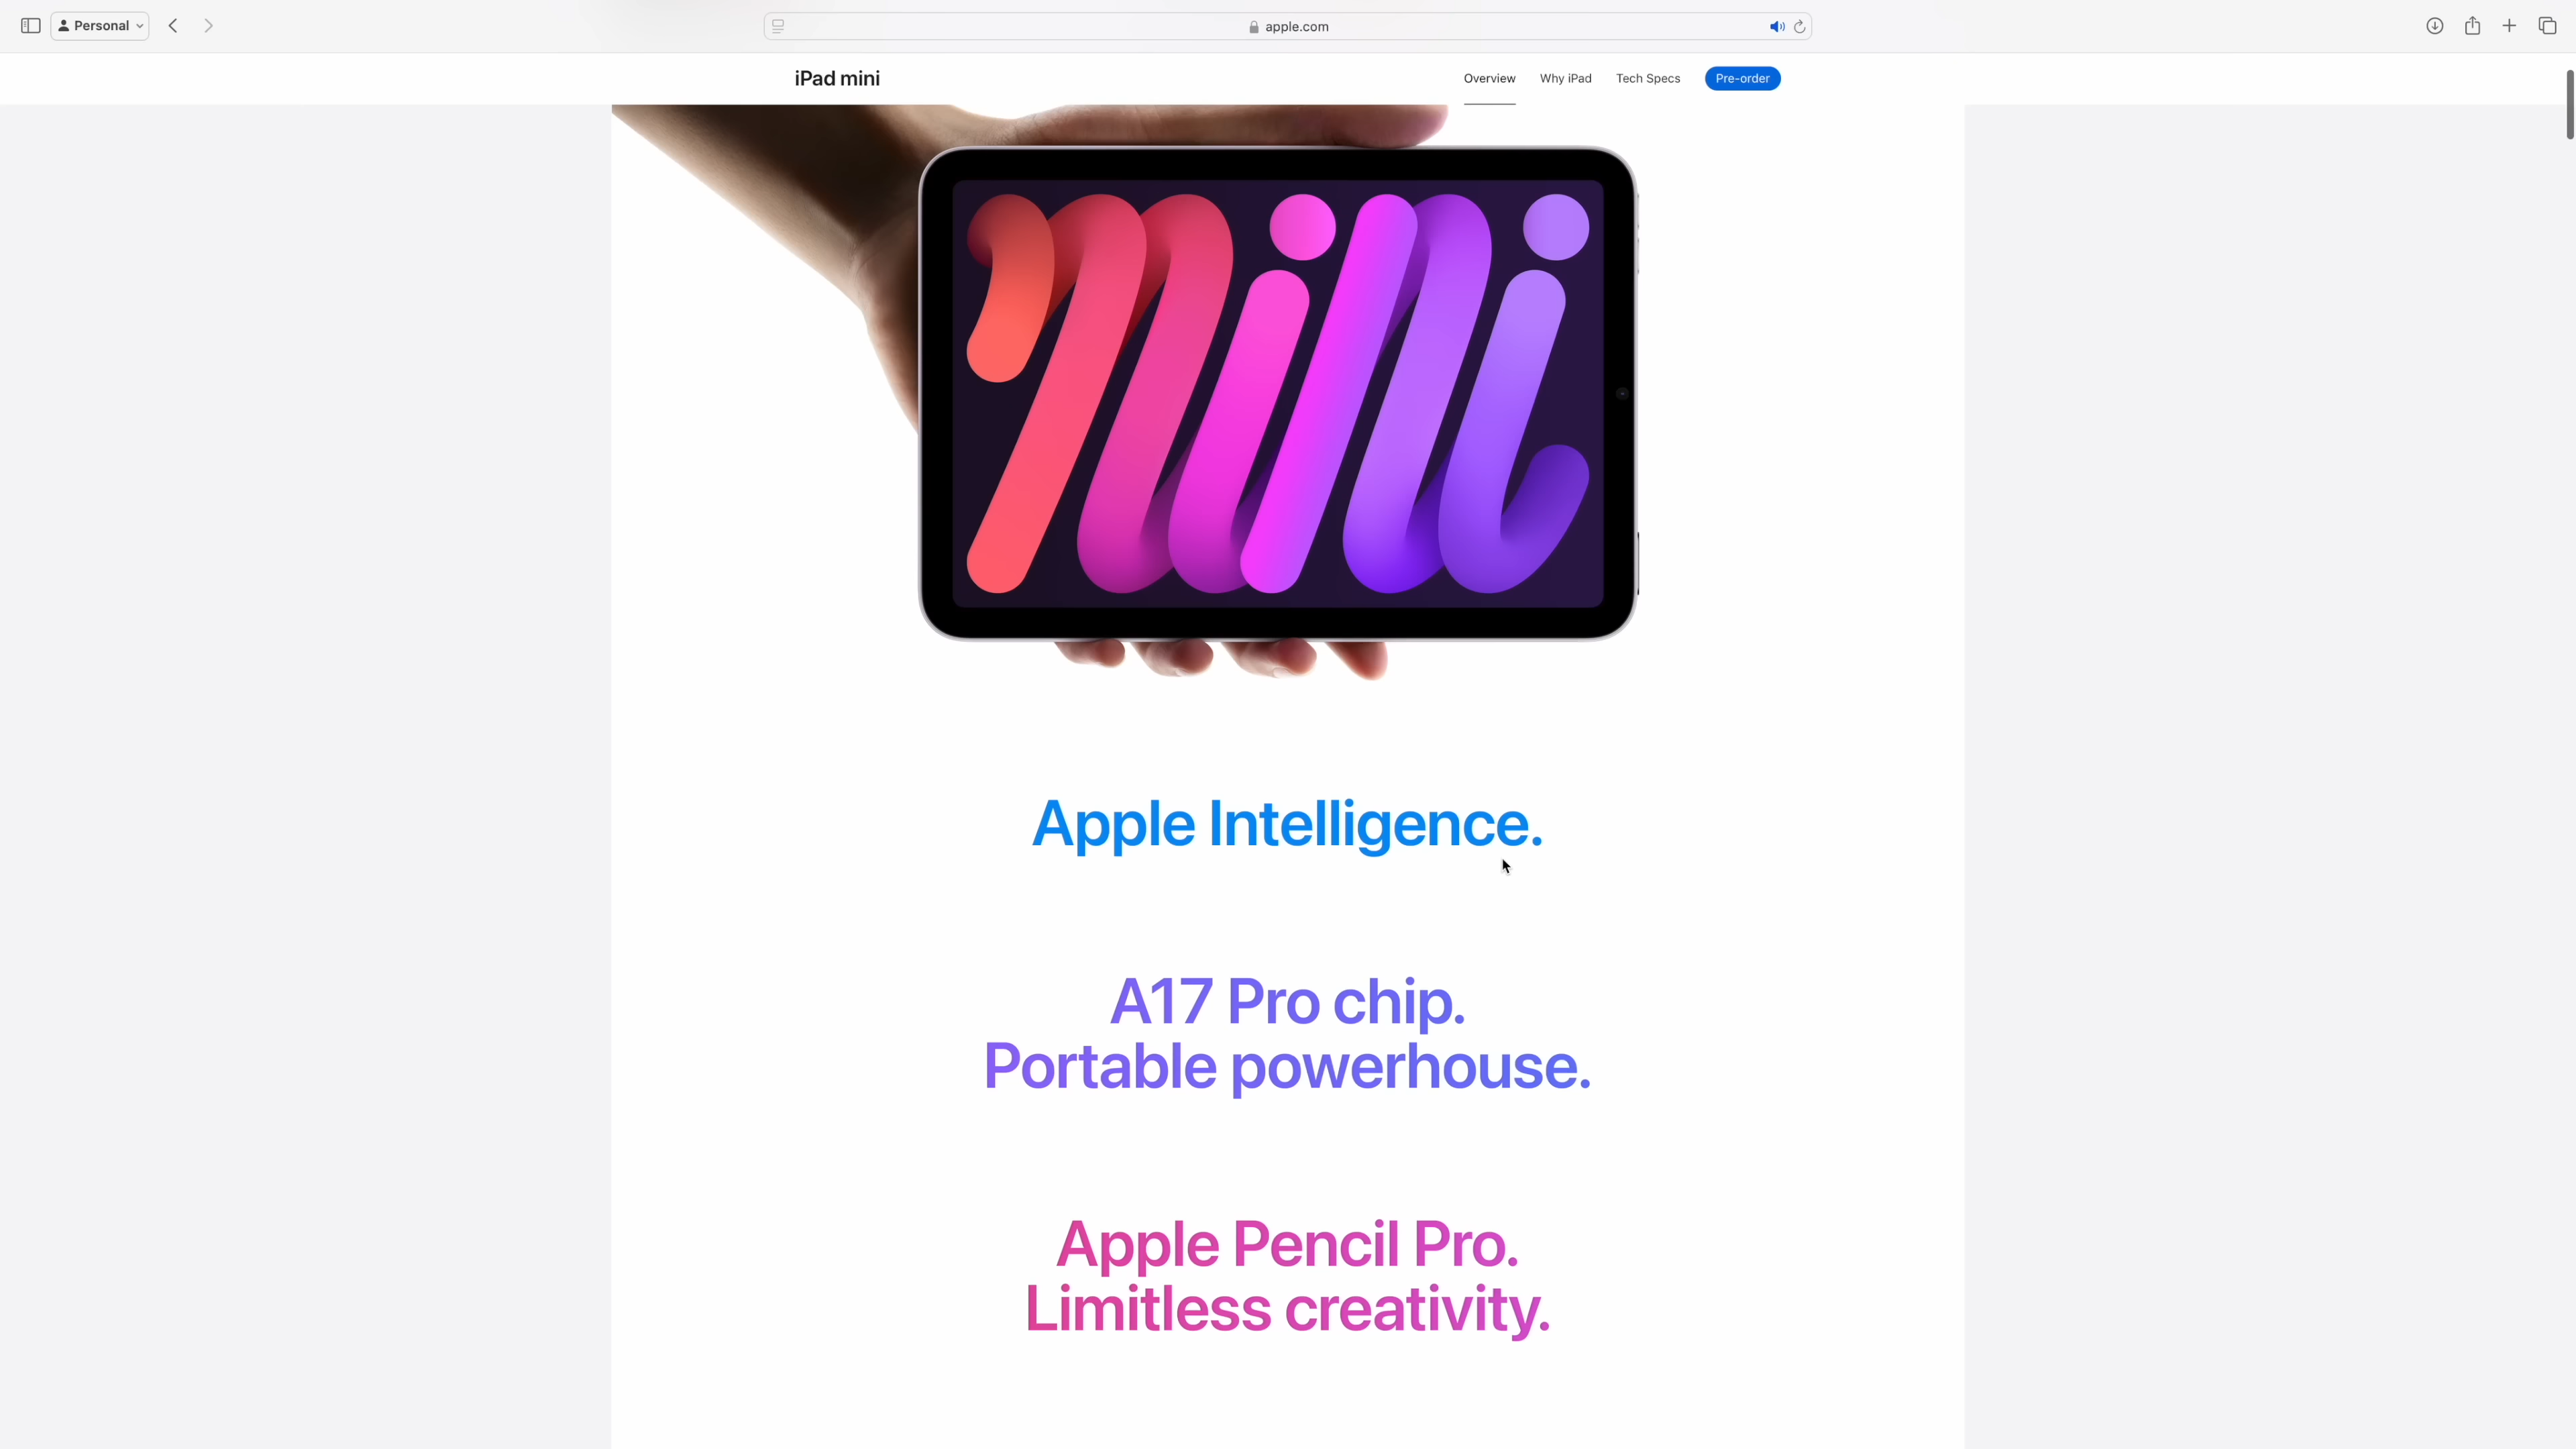 Personal
apple.com
iPad mini
Overview
Why iPad
Tech Specs
Pre-order
mini
Apple Intelligence.
A17 Pro chip.
Portable powerhouse.
Apple Pencil Pro.
Limitless creativity.